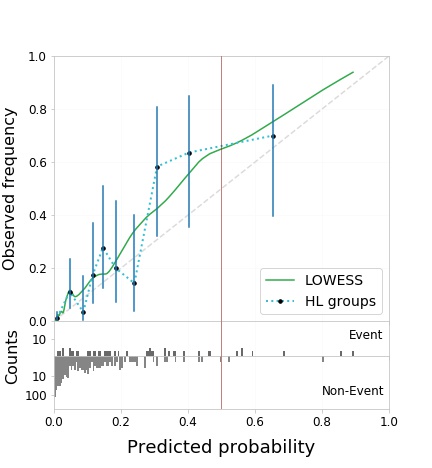 1.0
0.8
0.6
0.4
0.2
0.0
Observed frequency
LOWESS
HL groups
Counts
10
10
100
Event
Non-Event
0.0 0.2 0.4 0.6 0.8 1.0
Predicted probability